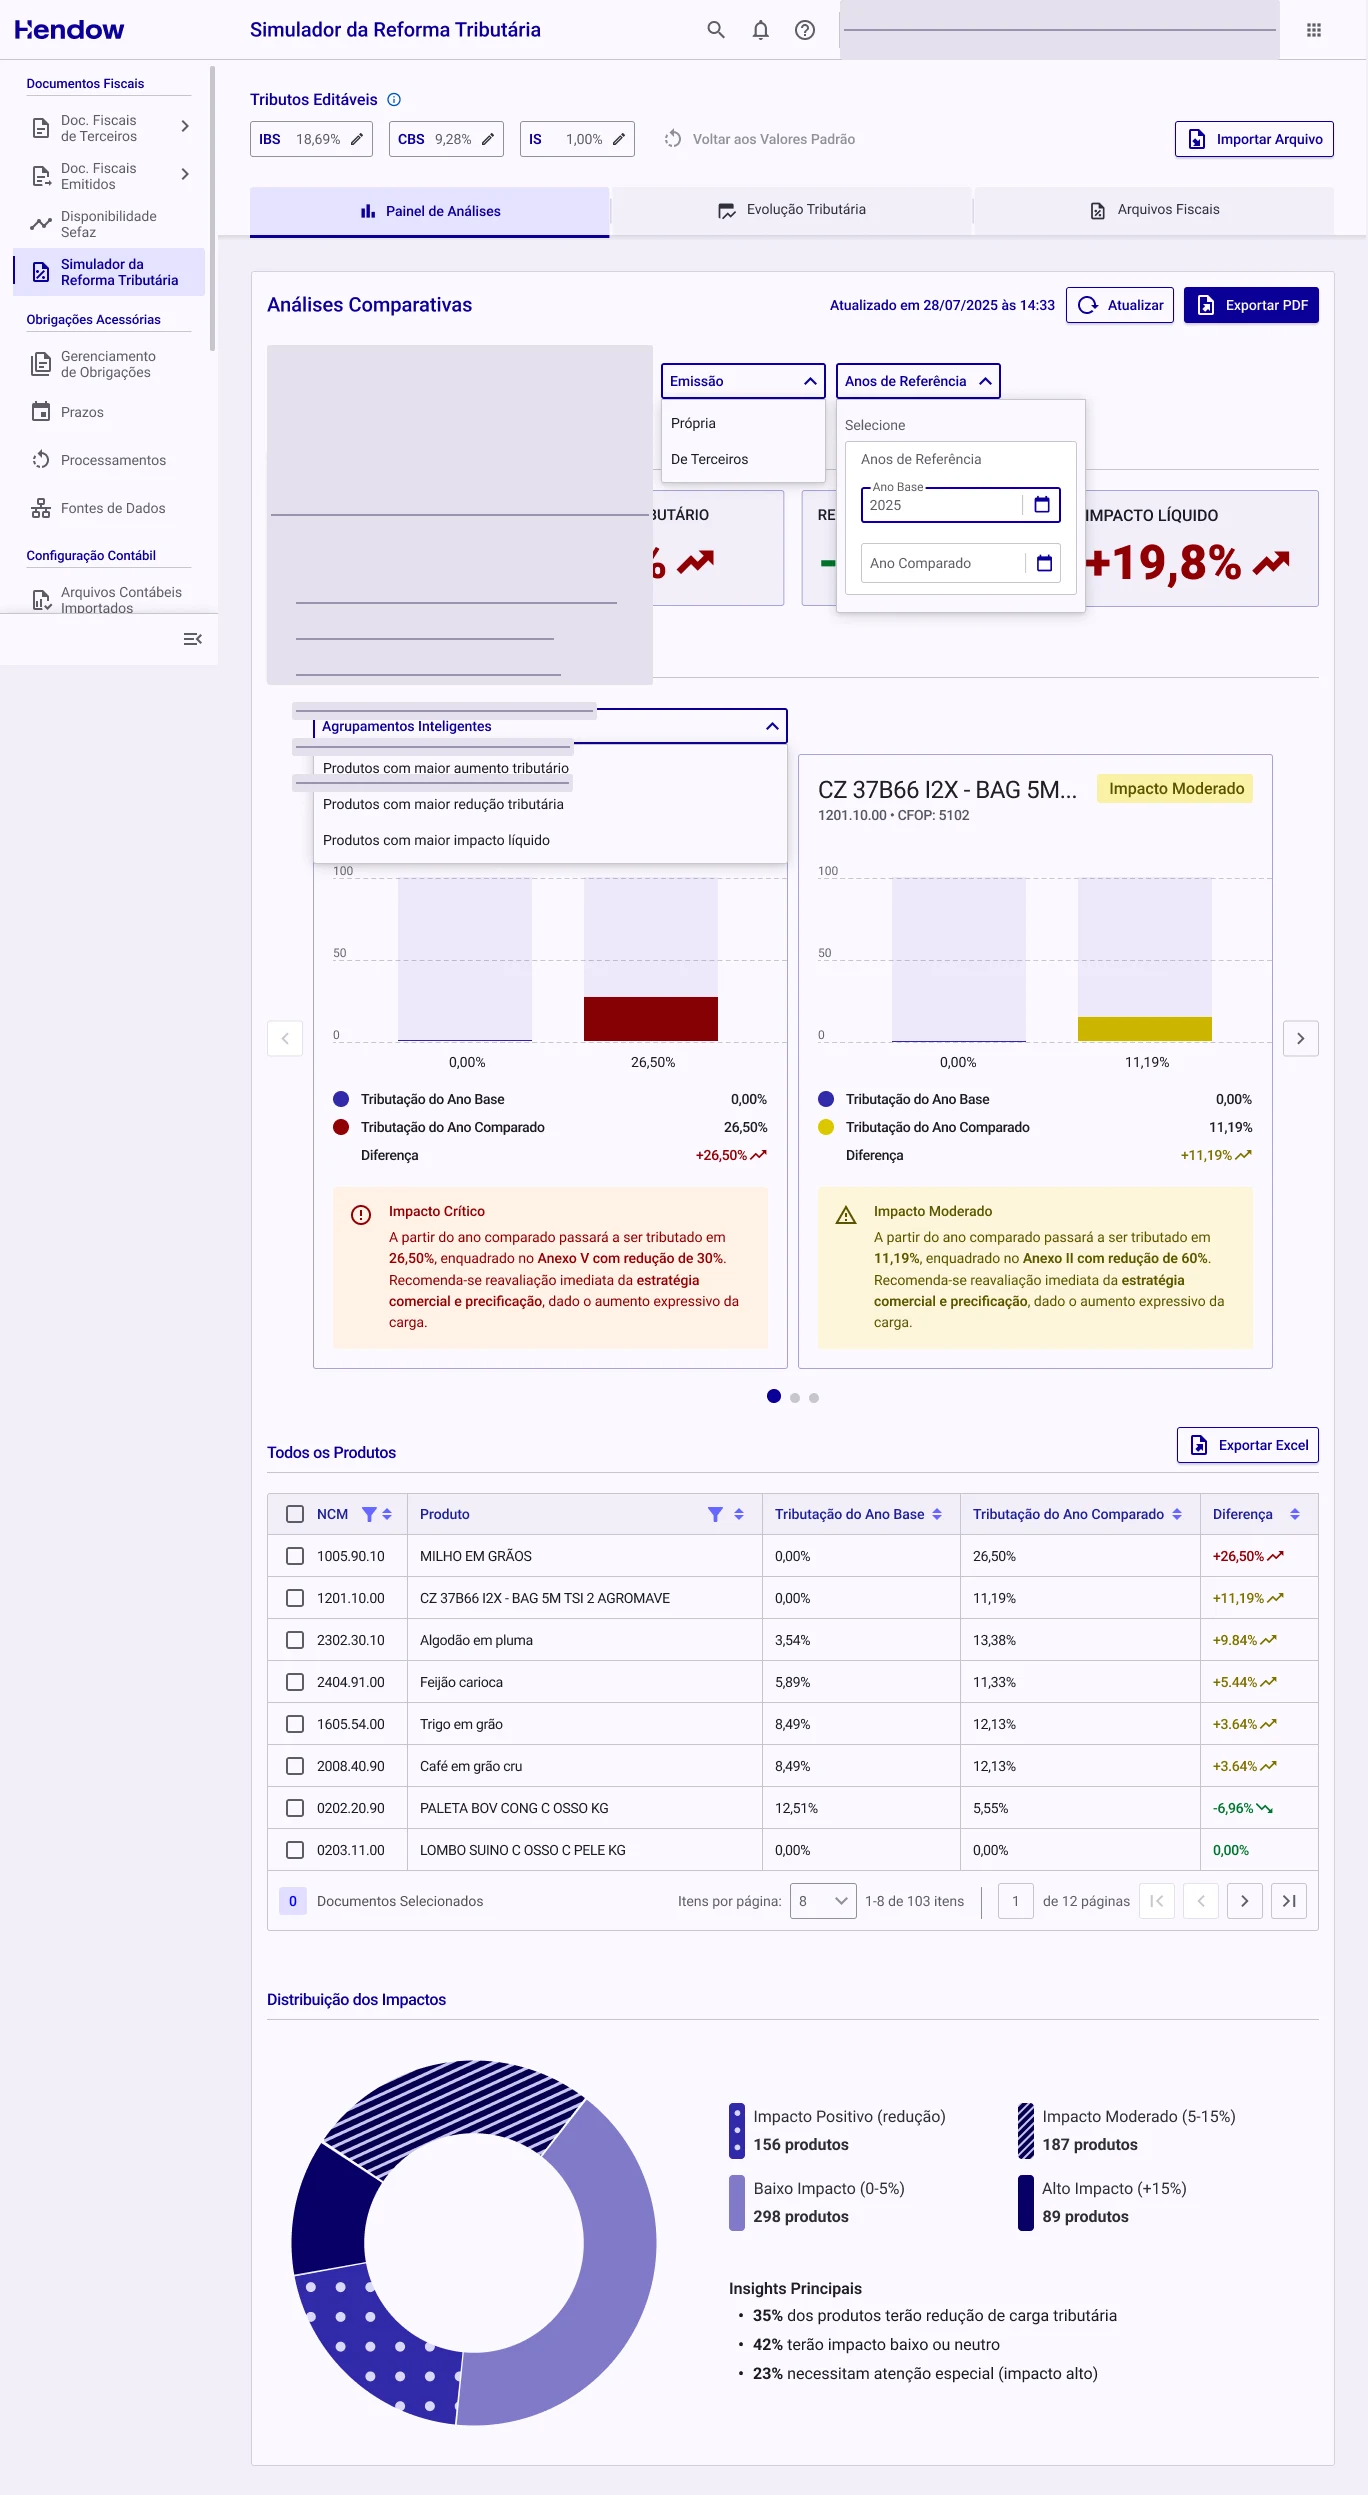 Hendow
Simulador da Reforma Tributária
Documentos Fiscais
Doc. Fiscais
de Terceiros
Doc. Fiscais
Emitidos
Disponibilidade
Sefaz
Simulador da
Reforma Tributária
Obrigações Acessórias
Gerenciamento
de Obrigações
Prazos
Processamentos
Fontes de Dados
Configuração Contábil
Arquivos Contábeis
Importados
Tributos Editáveis
IBS 18,69%
CBS 9,28%
IS 1,00%
Voltar aos Valores Padrão
Importar Arquivo
Painel de Análises
Evolução Tributária
Arquivos Fiscais
Análises Comparativas
Atualizado em 28/07/2025 às 14:33
Atualizar
Exportar PDF
Emissão
Própria
De Terceiros
Anos de Referência
Selecione
Anos de Referência
Ano Base
2025
Ano Comparado
IMPACTO LÍQUIDO
+19,8%
Agrupamentos Inteligentes
Produtos com maior aumento tributário
Produtos com maior redução tributária
Produtos com maior impacto líquido
100
50
0
0,00%
26,50%
Tributação do Ano Base 0,00%
Tributação do Ano Comparado 26,50%
Diferença +26,50%
Impacto Crítico
A partir do ano comparado passará a ser tributado em
26,50%, enquadrado no Anexo V com redução de 30%.
Recomenda-se reavaliação imediata da estratégia
comercial e precificação, dado o aumento expressivo da
carga.
CZ 37B66 I2X - BAG 5M...
Impacto Moderado
1201.10.00 • CFOP: 5102
100
50
0
0,00%
11,19%
Tributação do Ano Base 0,00%
Tributação do Ano Comparado 11,19%
Diferença +11,19%
Impacto Moderado
A partir do ano comparado passará a ser tributado em
11,19%, enquadrado no Anexo II com redução de 60%.
Recomenda-se reavaliação imediata da estratégia
comercial e precificação, dado o aumento expressivo da
carga.
Todos os Produtos
Exportar Excel
NCM Produto Tributação do Ano Base Tributação do Ano Comparado Diferença
1005.90.10 MILHO EM GRÃOS 0,00% 26,50% +26,50%
1201.10.00 CZ 37B66 I2X - BAG 5M TSI 2 AGROMAVE 0,00% 11,19% +11,19%
2302.30.10 Algodão em pluma 3,54% 13,38% +9.84%
2404.91.00 Feijão carioca 5,89% 11,33% +5.44%
1605.54.00 Trigo em grão 8,49% 12,13% +3.64%
2008.40.90 Café em grão cru 8,49% 12,13% +3.64%
0202.20.90 PALETA BOV CONG C OSSO KG 12,51% 5,55% -6,96%
0203.11.00 LOMBO SUINO C OSSO C PELE KG 0,00% 0,00% 0,00%
0 Documentos Selecionados Itens por página: 8 1-8 de 103 itens 1 de 12 páginas
Distribuição dos Impactos
Impacto Positivo (redução)
156 produtos
Impacto Moderado (5-15%)
187 produtos
Baixo Impacto (0-5%)
298 produtos
Alto Impacto (+15%)
89 produtos
Insights Principais
• 35% dos produtos terão redução de carga tributária
• 42% terão impacto baixo ou neutro
• 23% necessitam atenção especial (impacto alto)